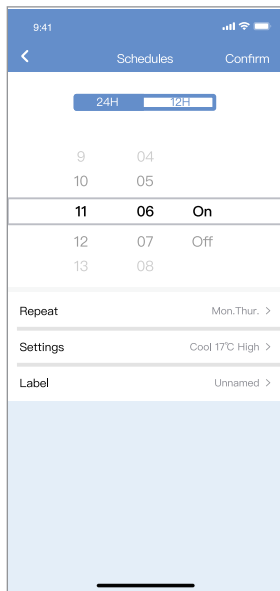 9:41
Schedules Confirm
24H 12H
9 04
10 05
11 06 On
12 07 Off
13 08
Repeat Mon.Thur.
Settings Cool 17℃ High
Label Unnamed